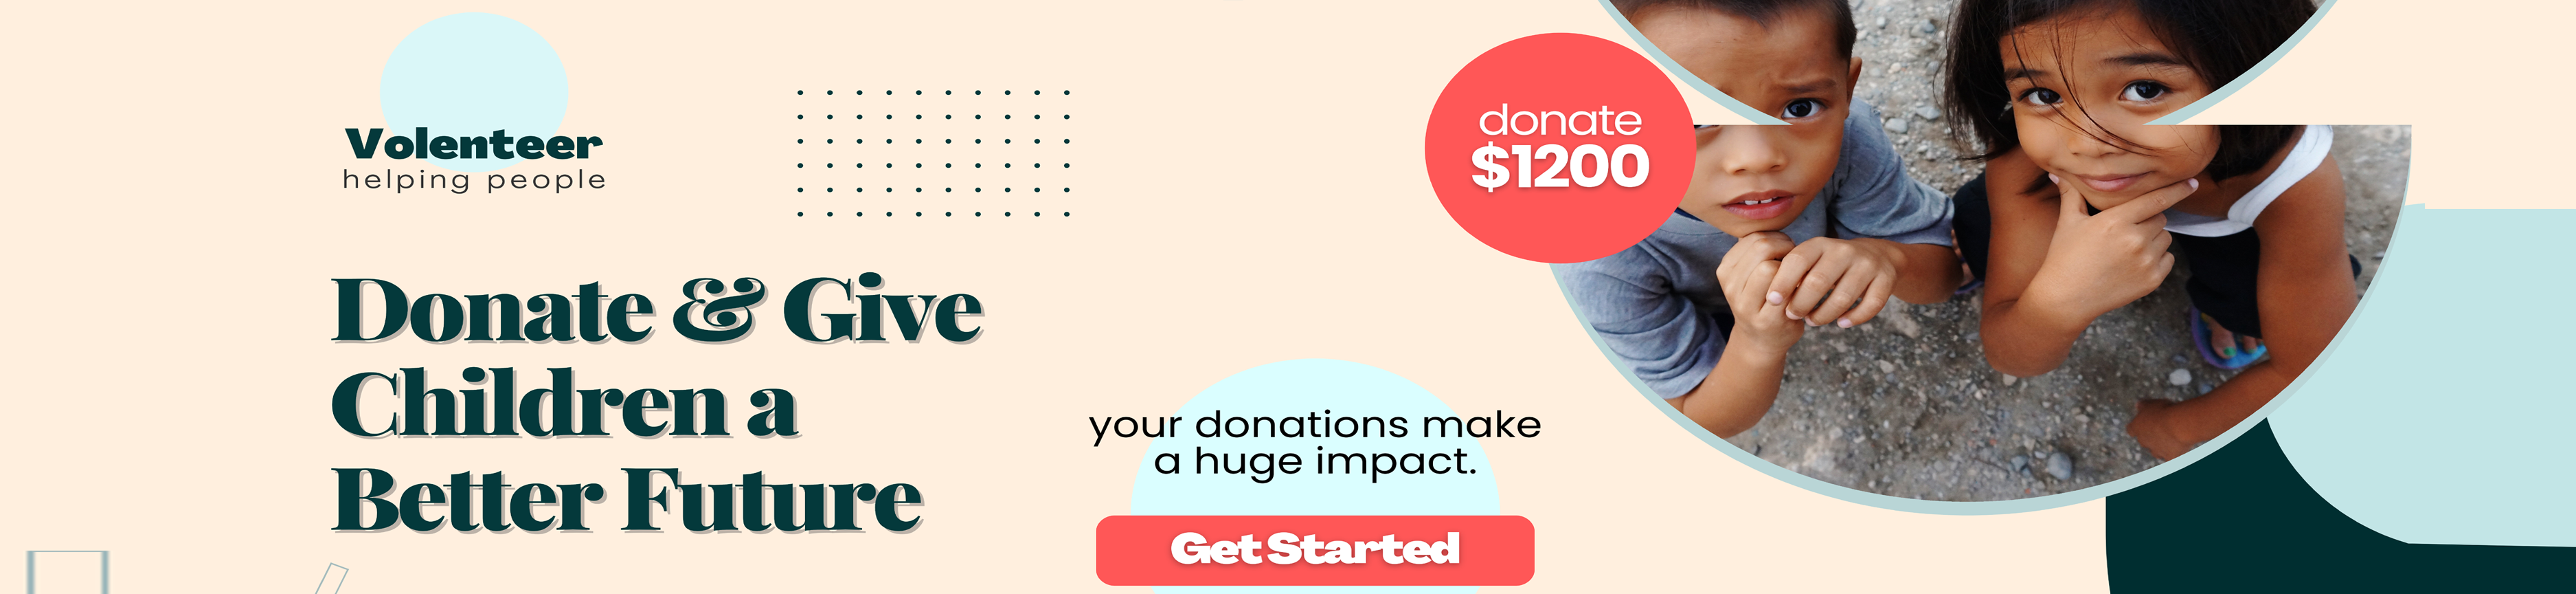 Volenteer
helping people
donate
$1200
Donate & Give
Children a
Better Future
your donations make
a huge impact.
Get Started